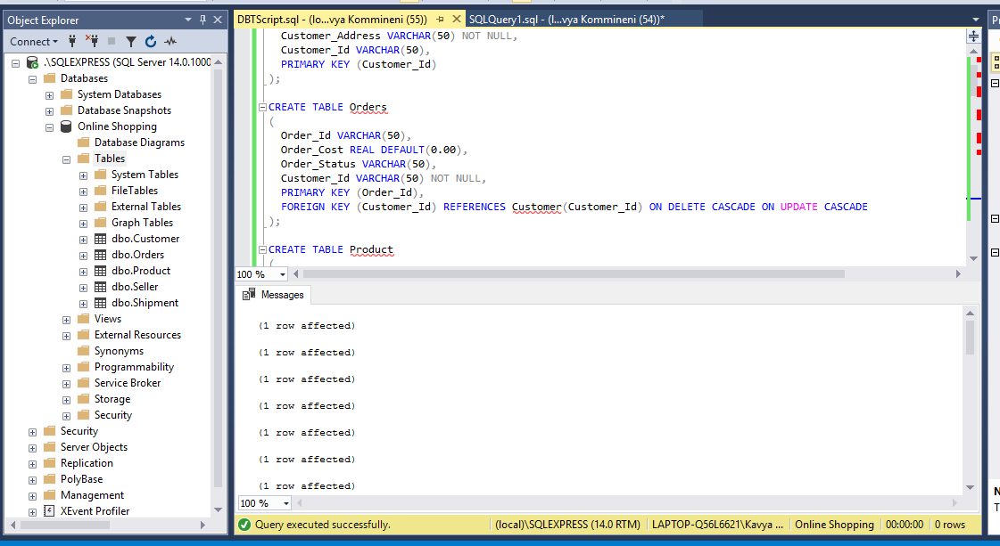 Object Explorer
Connect
.\SQLEXPRESS (SQL Server 14.0.1000
Databases
System Databases
Database Snapshots
Online Shopping
Database Diagrams
Tables
System Tables
FileTables
External Tables
Graph Tables
dbo.Customer
dbo.Orders
dbo.Product
dbo.Seller
dbo.Shipment
Views
External Resources
Synonyms
Programmability
Service Broker
Storage
Security
Security
Server Objects
Replication
PolyBase
Management
XEvent Profiler
DBTScript.sql - (lo...vya Kommineni (55))
SQLQuery1.sql - (l...vya Kommineni (54))*
Customer_Address VARCHAR(50) NOT NULL,
Customer_Id VARCHAR(50),
PRIMARY KEY (Customer_Id)
);
CREATE TABLE Orders
(
Order_Id VARCHAR(50),
Order_Cost REAL DEFAULT(0.00),
Order_Status VARCHAR(50),
Customer_Id VARCHAR(50) NOT NULL,
PRIMARY KEY (Order_Id),
FOREIGN KEY (Customer_Id) REFERENCES Customer(Customer_Id) ON DELETE CASCADE ON UPDATE CASCADE
);
CREATE TABLE Product
(
100 %
Messages
(1 row affected)
(1 row affected)
(1 row affected)
(1 row affected)
(1 row affected)
(1 row affected)
(1 row affected)
100 %
Query executed successfully.
(local)\SQLEXPRESS (14.0 RTM)
LAPTOP-Q56L6621\Kavya ...
Online Shopping
00:00:00
0 rows